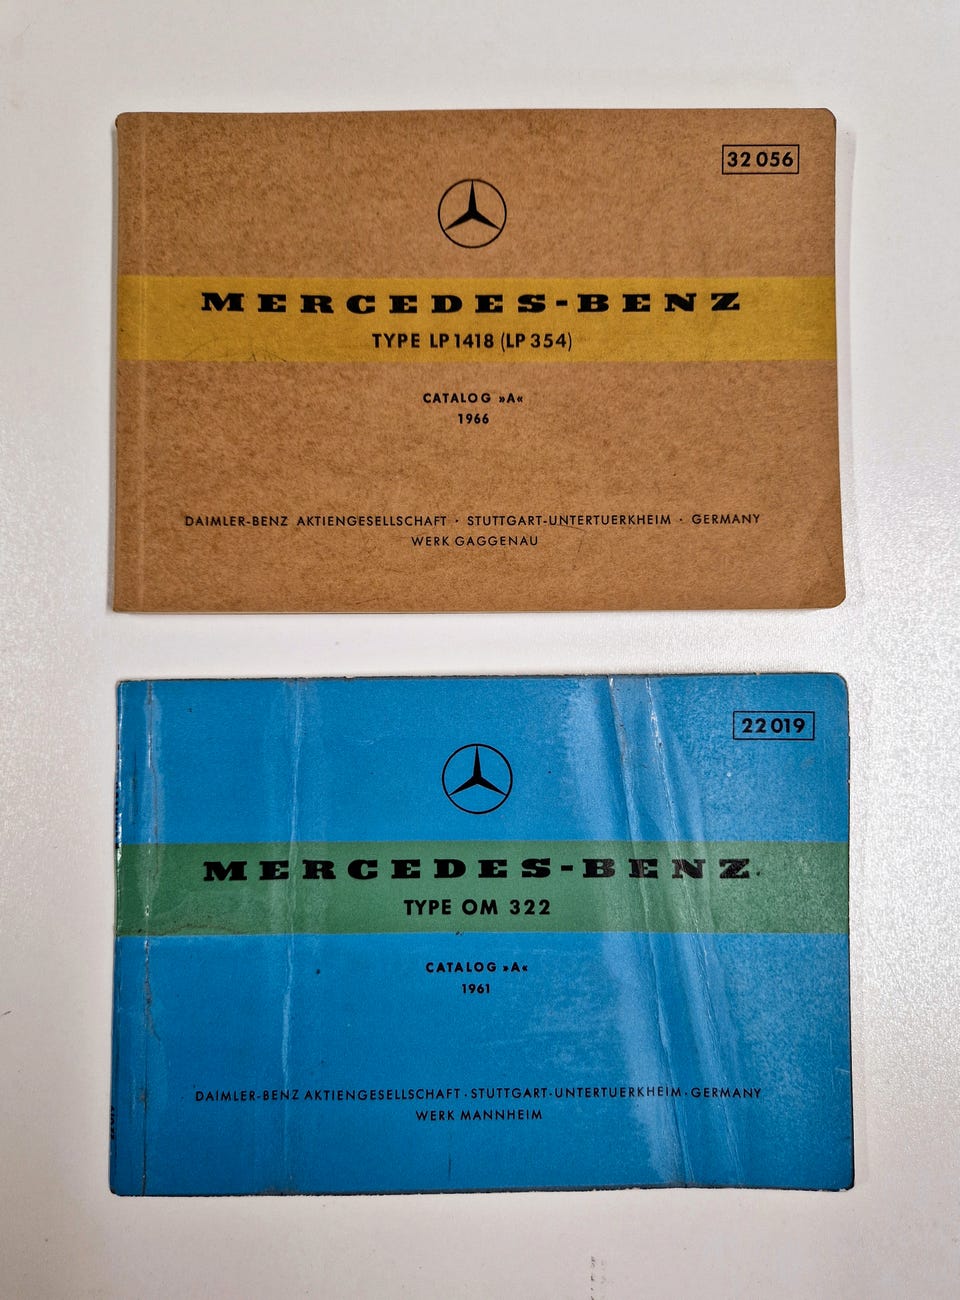 32 056
MERCEDES-BENZ
TYPE LP 1418 (LP 354)
CATALOG »A«
1966
DAIMLER-BENZ AKTIENGESELLSCHAFT · STUTTGART-UNTERTUERKHEIM · GERMANY
WERK GAGGENAU
22 019
MERCEDES-BENZ
TYPE OM 322
CATALOG »A«
1961
DAIMLER-BENZ AKTIENGESELLSCHAFT · STUTTGART-UNTERTUERKHEIM · GERMANY
WERK MANNHEIM